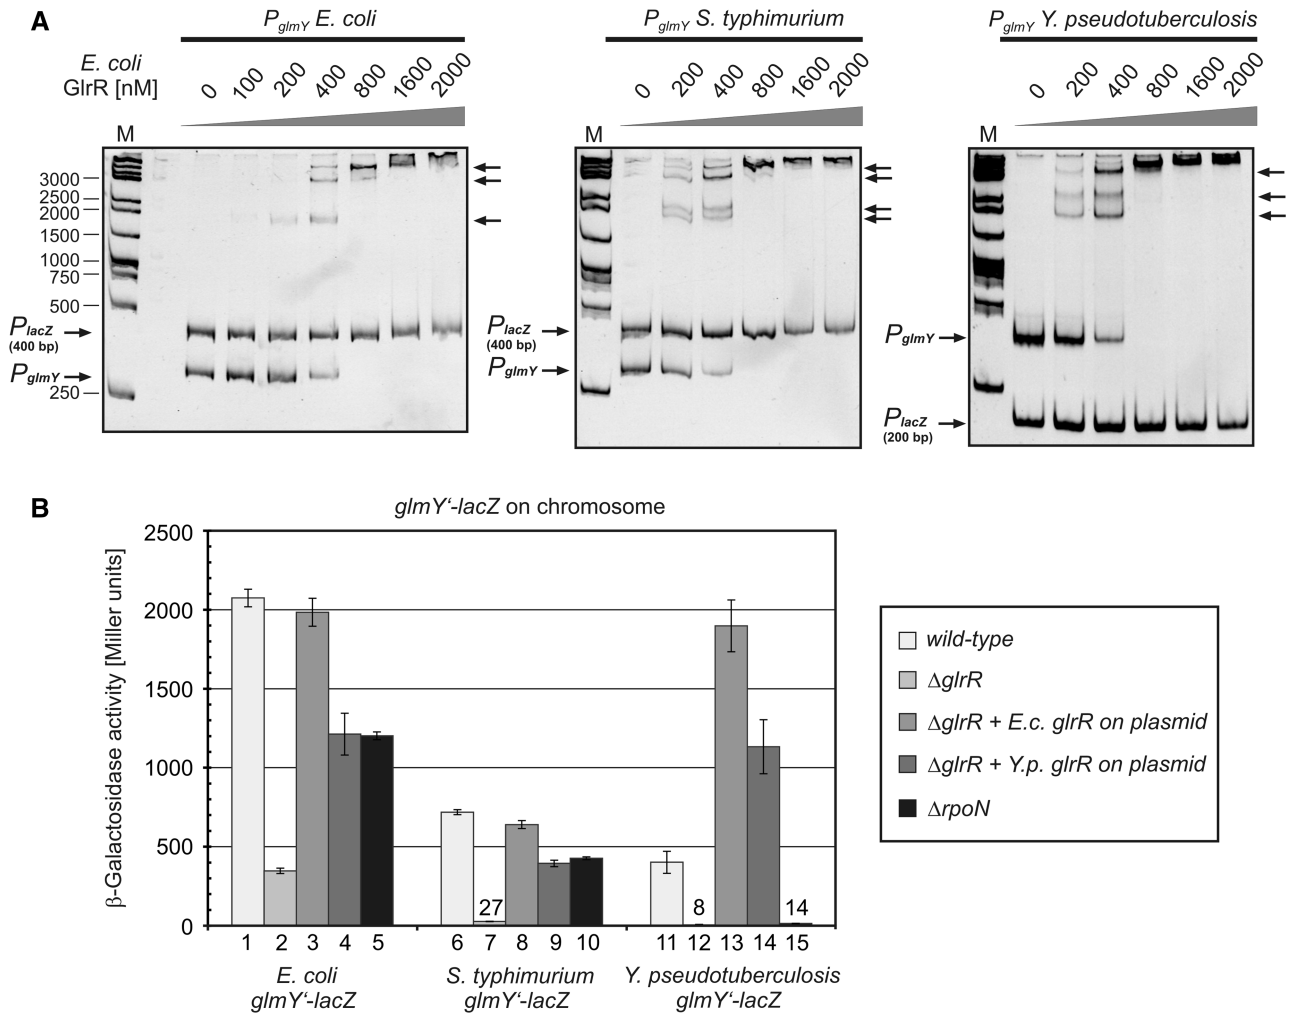 A
PglmY E. coli
PglmY S. typhimurium
PglmY Y. pseudotuberculosis
E. coli
GlrR [nM]
0 100 200 400 800 1600 2000
0 200 400 800 1600 2000
0 200 400 800 1600 2000
M
M
M
3000
2500
2000
1500
1000
750
500
250
PlacZ
(400 bp)
PglmY
PlacZ
(400 bp)
PglmY
PglmY
PlacZ
(200 bp)
B
glmY‘-lacZ on chromosome
β-Galactosidase activity [Miller units]
2500
2000
1500
1000
500
0
27
8
14
1 2 3 4 5 6 7 8 9 10 11 12 13 14 15
E. coli
glmY‘-lacZ
S. typhimurium
glmY‘-lacZ
Y. pseudotuberculosis
glmY‘-lacZ
wild-type
ΔglrR
ΔglrR + E.c. glrR on plasmid
ΔglrR + Y.p. glrR on plasmid
ΔrpoN